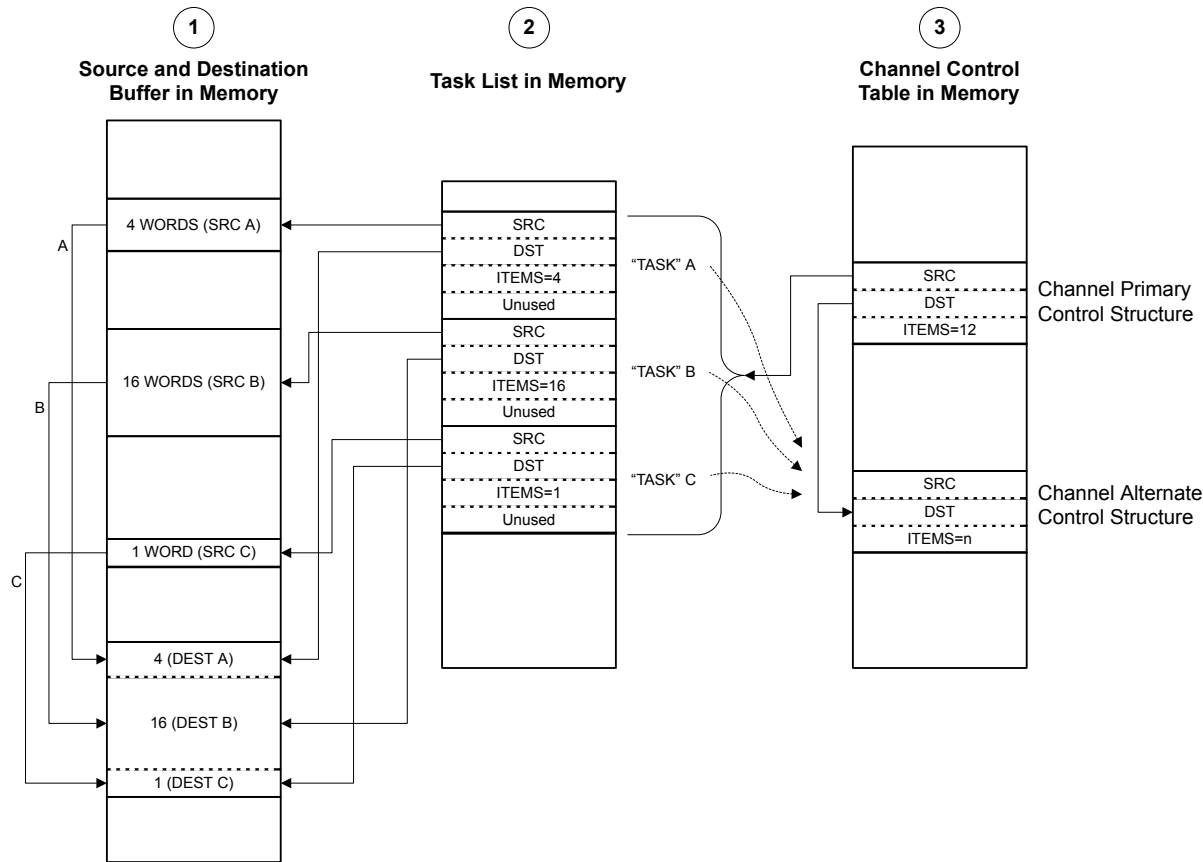 1
Source and Destination
Buffer in Memory
4 WORDS (SRC A)
A
16 WORDS (SRC B)
B
1 WORD (SRC C)
C
4 (DEST A)
16 (DEST B)
1 (DEST C)
2
Task List in Memory
SRC
DST
ITEMS=4
Unused
SRC
DST
ITEMS=16
Unused
SRC
DST
ITEMS=1
Unused
“TASK” A
“TASK” B
“TASK” C
3
Channel Control
Table in Memory
SRC
DST
ITEMS=12
Channel Primary
Control Structure
SRC
DST
ITEMS=n
Channel Alternate
Control Structure